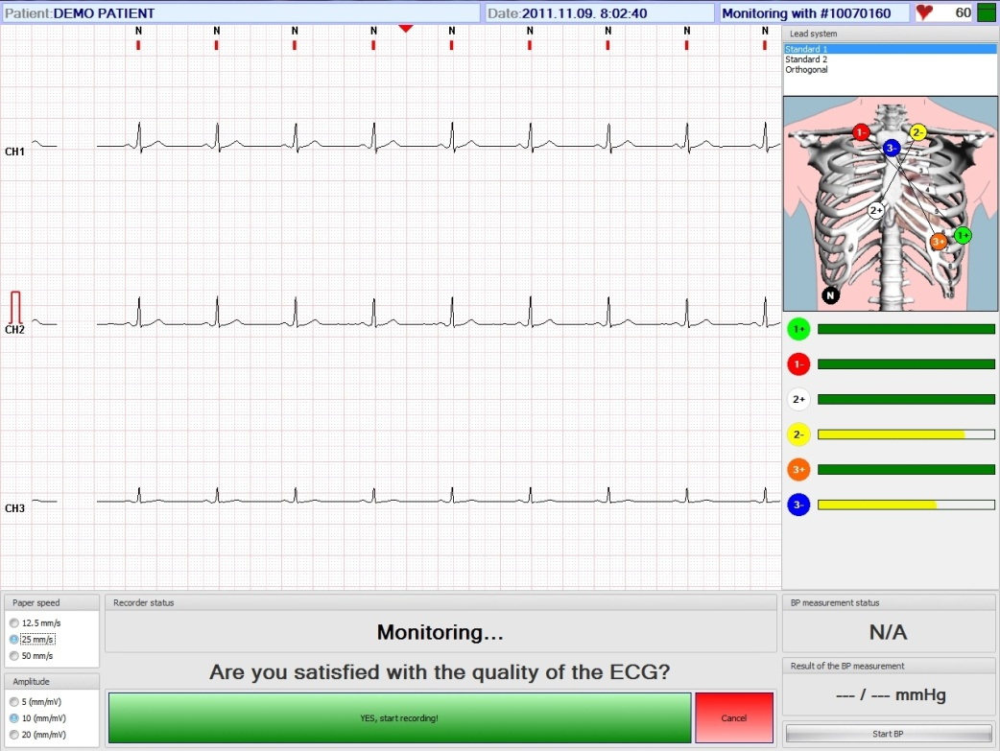 Patient:DEMO PATIENT
Date:2011.11.09. 8:02:40
Monitoring with #10070160
60
N N N N N N N N N
CH1
CH2
CH3
Lead system
Standard 1
Standard 2
Orthogonal
1-
2-
3-
2+
3+
1+
N
1+
1-
2+
2-
3+
3-
Paper speed
12.5 mm/s
25 mm/s
50 mm/s
Amplitude
5 (mm/mV)
10 (mm/mV)
20 (mm/mV)
Recorder status
Monitoring...
Are you satisfied with the quality of the ECG?
YES, start recording!
Cancel
BP measurement status
N/A
Result of the BP measurement
--- / --- mmHg
Start BP